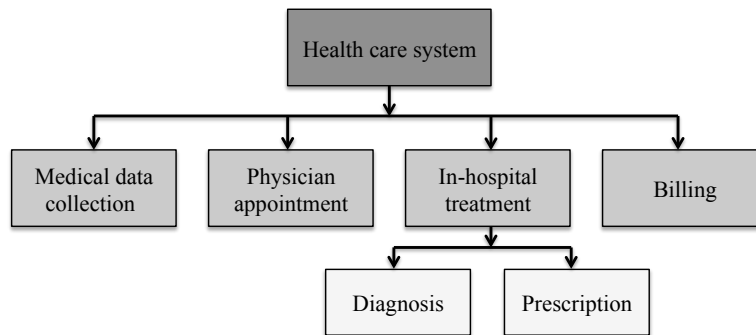 Health care system
Medical data
collection
Physician
appointment
In-hospital
treatment
Billing
Diagnosis
Prescription